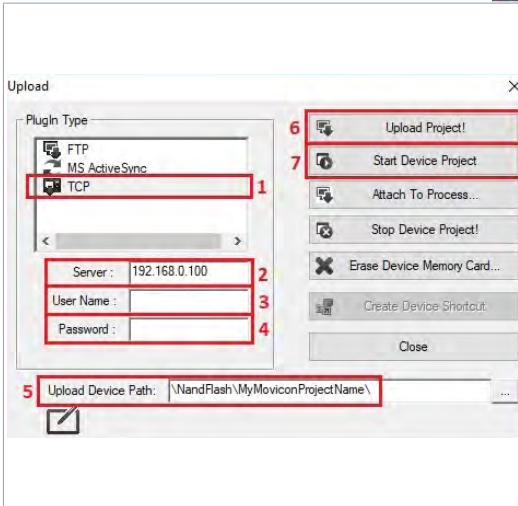 Upload
PlugIn Type
FTP
MS ActiveSync
TCP
1
Server :
192.168.0.100
2
User Name :
3
Password :
4
6
Upload Project!
7
Start Device Project
Attach To Process...
Stop Device Project!
Erase Device Memory Card...
Create Device Shortcut
Close
5
Upload Device Path:
\NandFlash\MyMoviconProjectName\
...